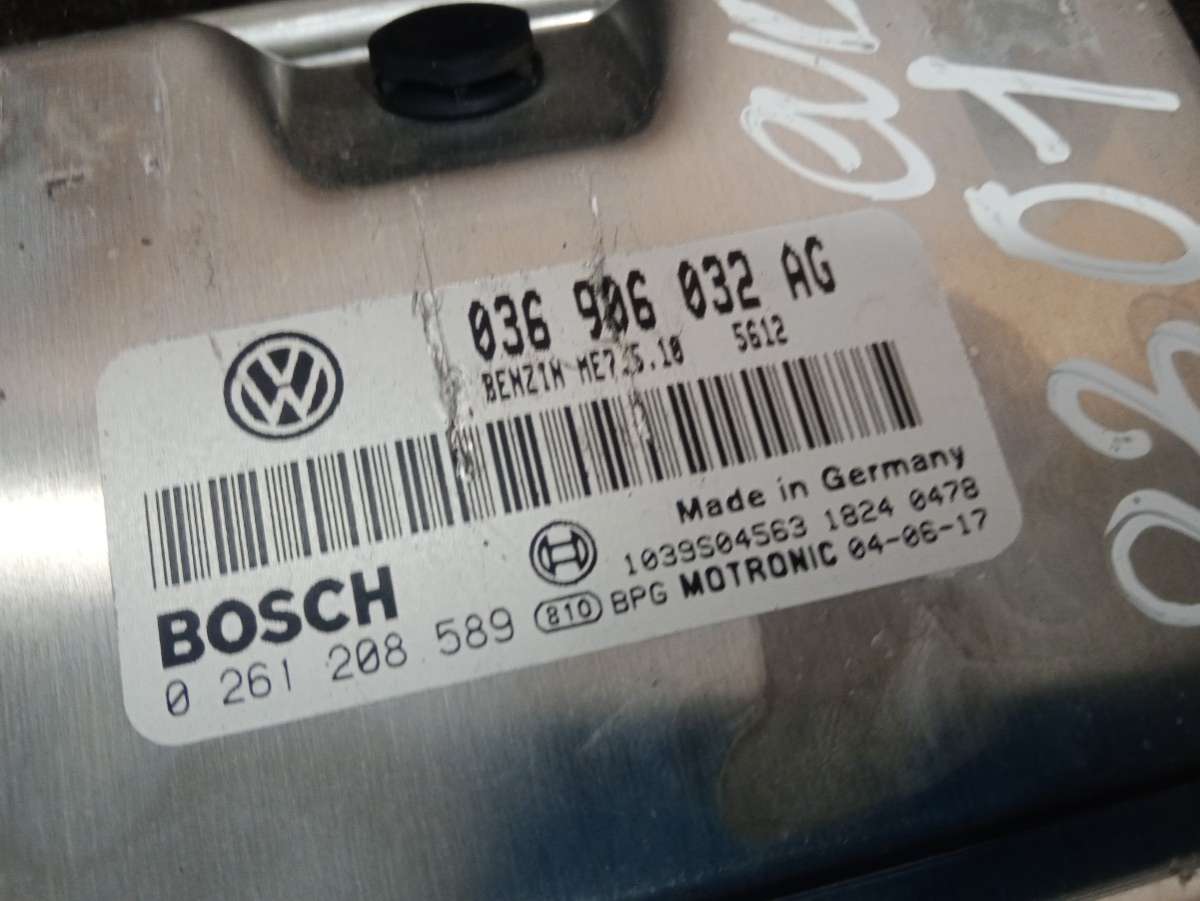 036 906 032 AG
BENZIN ME7.5.10 5612
Made in Germany
1039S04563 1824 0478
BOSCH
0 261 208 589 810 BPG MOTRONIC 04-06-17